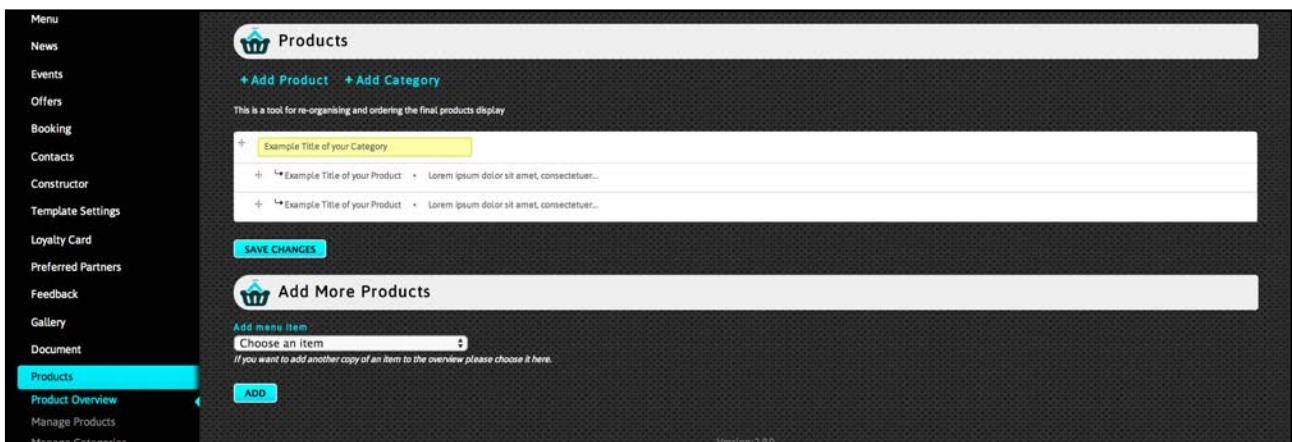 Menu
News
Events
Offers
Booking
Contacts
Constructor
Template Settings
Loyalty Card
Preferred Partners
Feedback
Gallery
Document
Products
Product Overview
Manage Products
Manage Categories
Products
+ Add Product + Add Category
This is a tool for re-organising and ordering the final products display
Example Title of your Category
Example Title of your Product • Lorem ipsum dolor sit amet, consectetuer...
Example Title of your Product • Lorem ipsum dolor sit amet, consectetuer...
SAVE CHANGES
Add More Products
Add menu item
Choose an item
If you want to add another copy of an item to the overview please choose it here.
ADD